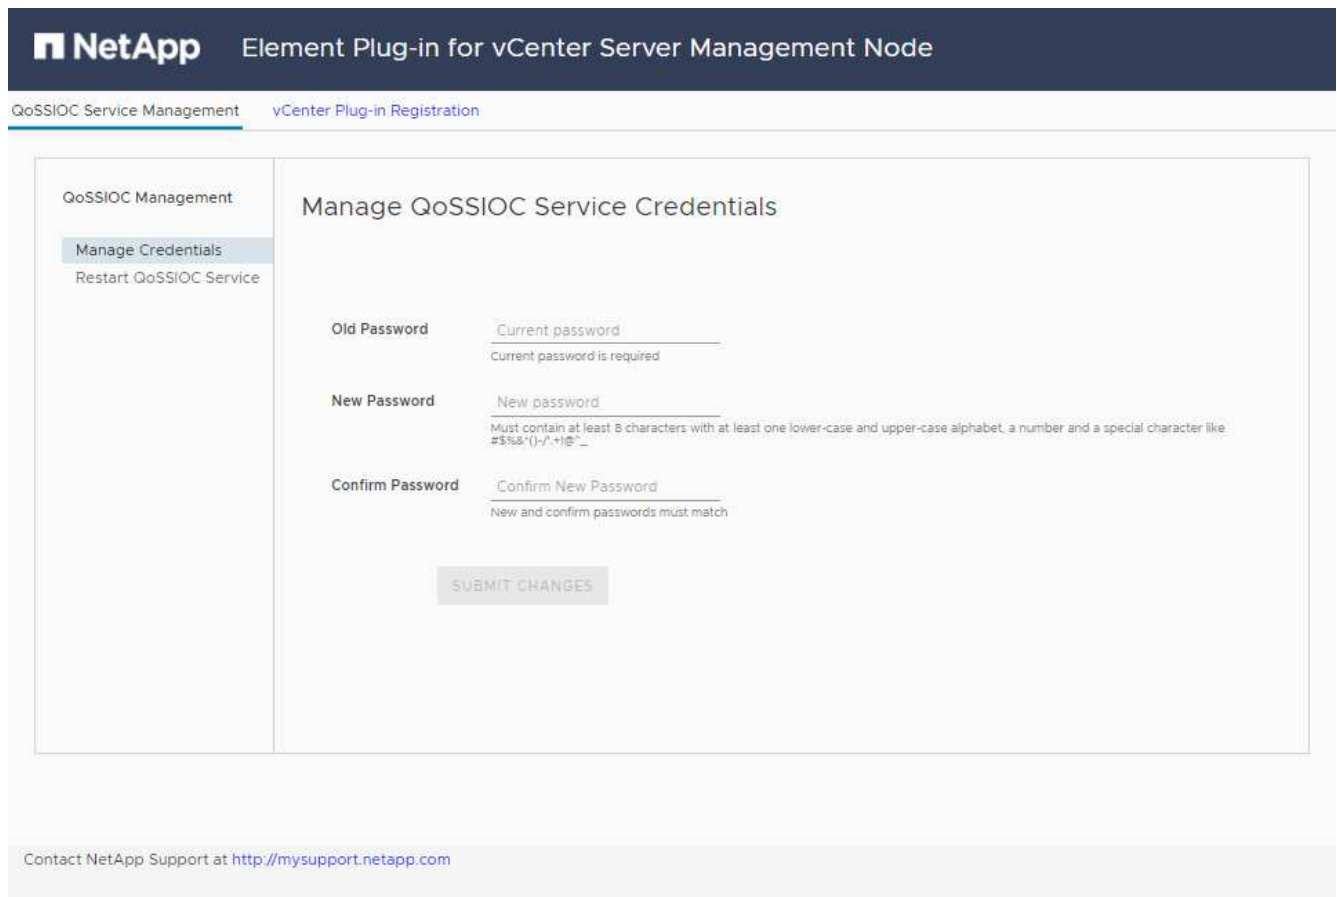 NetApp Element Plug-in for vCenter Server Management Node
QoSSIOC Service Management vCenter Plug-in Registration
QoSSIOC Management
Manage Credentials
Restart QoSSIOC Service
Manage QoSSIOC Service Credentials
Old Password Current password
Current password is required
New Password New password
Must contain at least 8 characters with at least one lower-case and upper-case alphabet, a number and a special character like
#$%&'()-/'.+!@^_
Confirm Password Confirm New Password
New and confirm passwords must match
SUBMIT CHANGES
Contact NetApp Support at http://mysupport.netapp.com